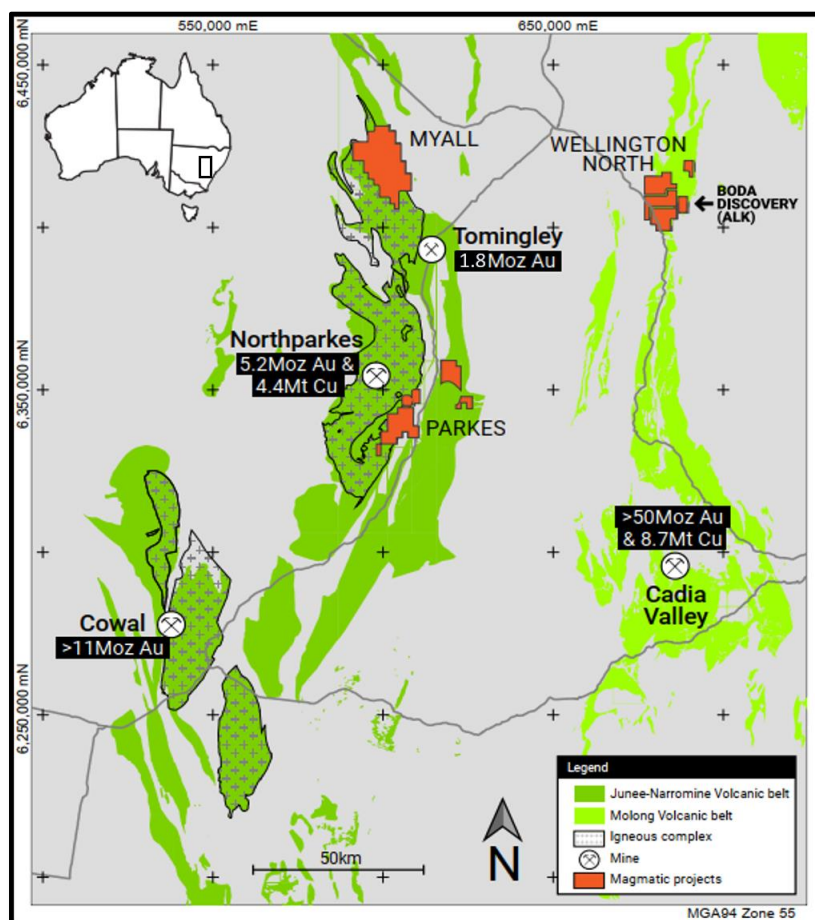 550,000 mE
650,000 mE
6,450,000 mN
6,350,000 mN
6,250,000 mN
MYALL
WELLINGTON
NORTH
BODA
DISCOVERY
(ALK)
Tomingley
1.8Moz Au
Northparkes
5.2Moz Au &
4.4Mt Cu
PARKES
>50Moz Au
& 8.7Mt Cu
Cadia
Valley
Cowal
>11Moz Au
Legend
Junee-Narromine Volcanic belt
Molong Volcanic belt
Igneous complex
Mine
Magmatic projects
50km
N
MGA94 Zone 55